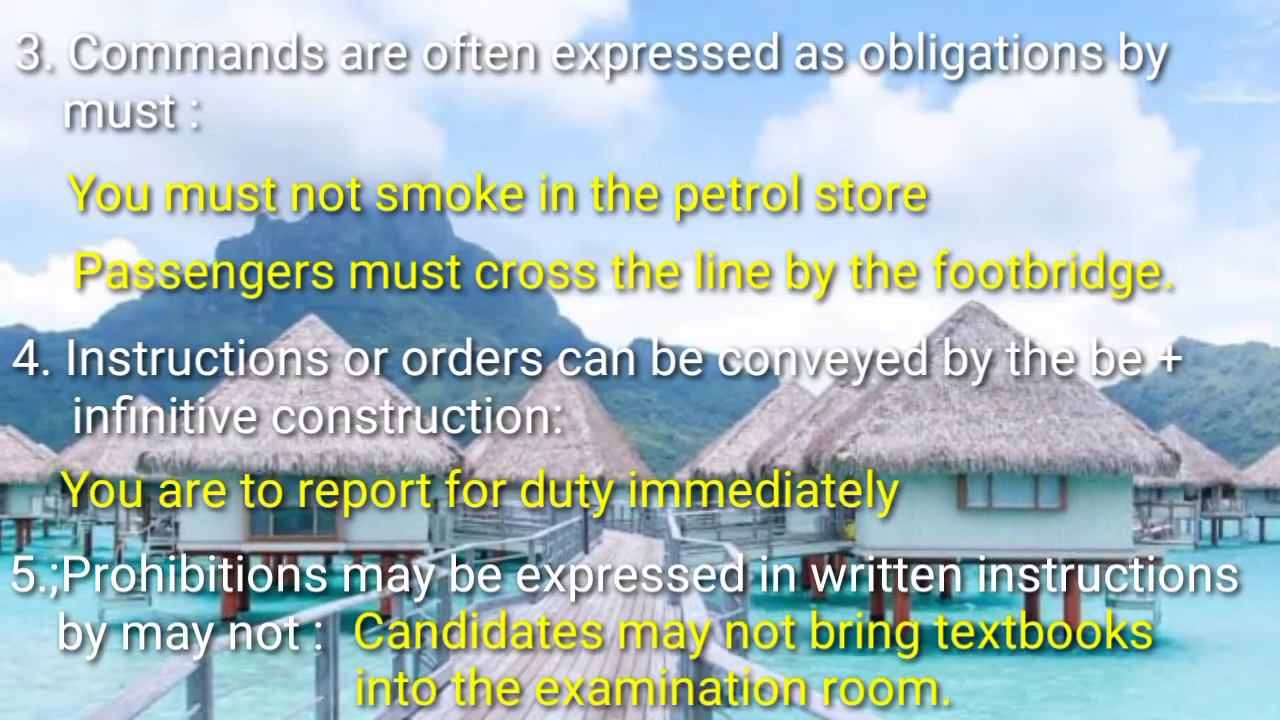 3. Commands are often expressed as obligations by
must :
You must not smoke in the petrol store
Passengers must cross the line by the footbridge.
4. Instructions or orders can be conveyed by the be +
infinitive construction:
You are to report for duty immediately
5.;Prohibitions may be expressed in written instructions
by may not : Candidates may not bring textbooks
into the examination room.